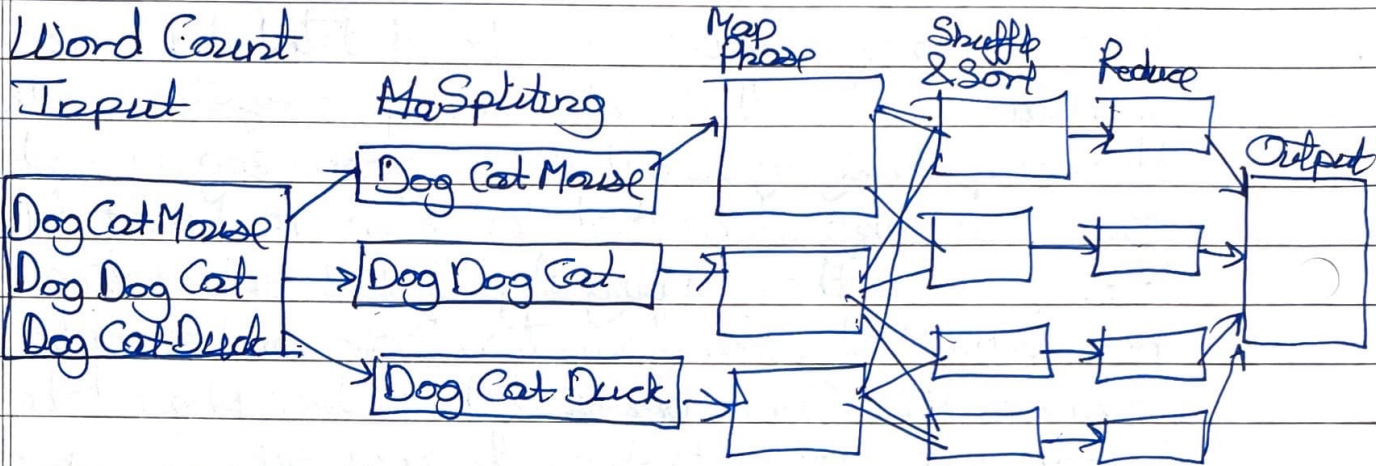 Word Count
Input
Spliting
Map
Phase
Shuffle
& Sort
Reduce
Output
Dog Cat Mouse
Dog Dog Cat
Dog Cat Duck
Dog Cat Mouse
Dog Dog Cat
Dog Cat Duck